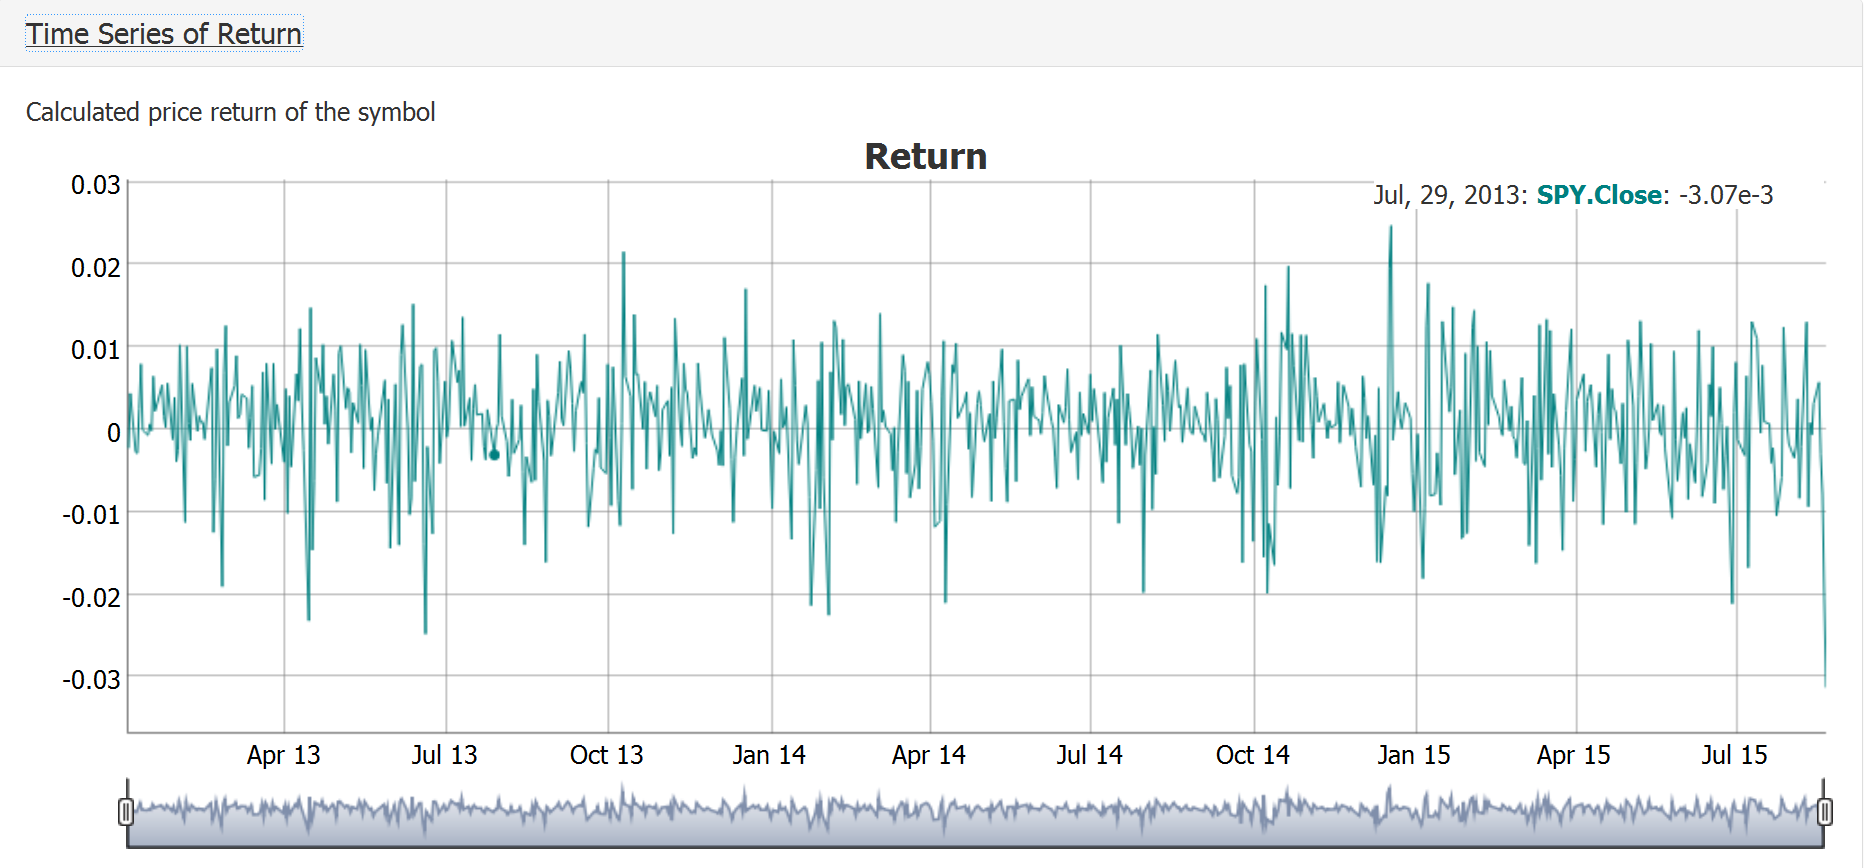 Time Series of Return
Calculated price return of the symbol
Return
Jul, 29, 2013: SPY.Close: -3.07e-3
0.03
0.02
0.01
0
-0.01
-0.02
-0.03
Apr 13 Jul 13 Oct 13 Jan 14 Apr 14 Jul 14 Oct 14 Jan 15 Apr 15 Jul 15